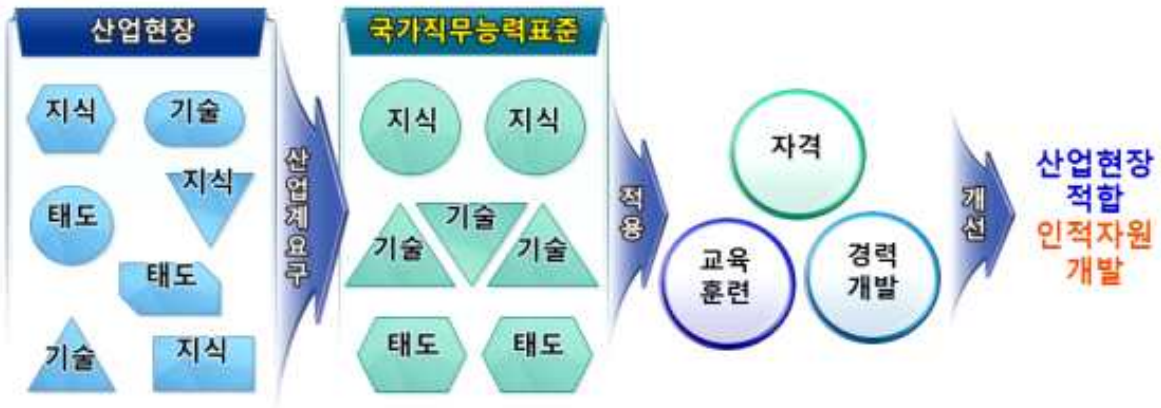 산업현장
지식
기술
지식
태도
태도
기술
지식
산업계요구
국가직무능력표준
지식
지식
기술
기술
기술
태도
태도
적용
자격
교육
훈련
경력
개발
개선
산업현장
적합
인적자원
개발